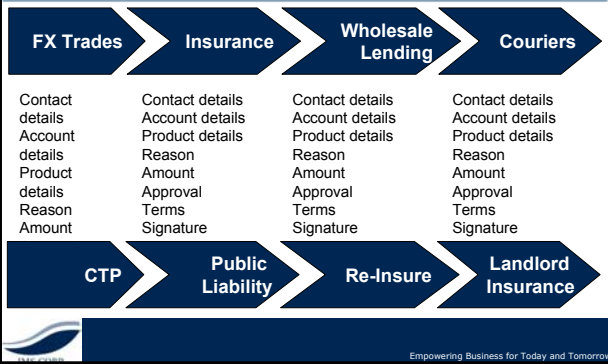 FX Trades
Insurance
Wholesale
Lending
Couriers
Contact
details
Account
details
Product
details
Reason
Amount
Contact details
Account details
Product details
Reason
Amount
Approval
Terms
Signature
Contact details
Account details
Product details
Reason
Amount
Approval
Terms
Signature
Contact details
Account details
Product details
Reason
Amount
Approval
Terms
Signature
CTP
Public
Liability
Re-Insure
Landlord
Insurance
Empowering Business for Today and Tomorrow